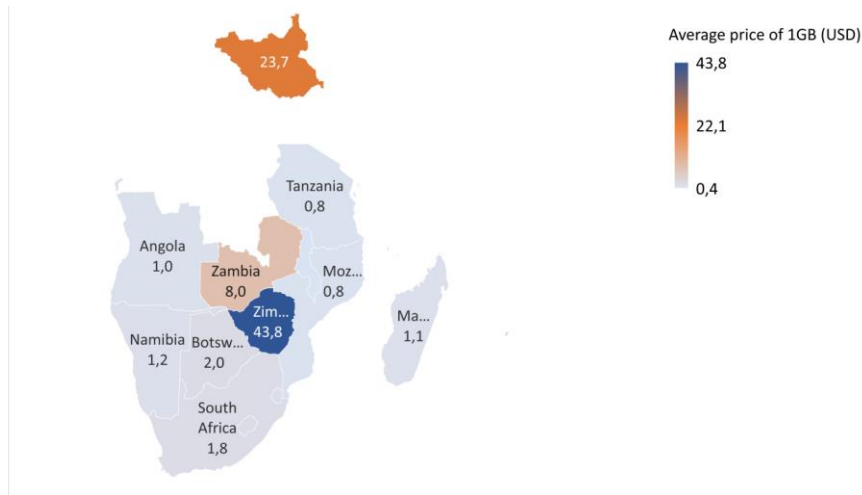 Average price of 1GB (USD)
43,8
22,1
0,4
23,7
Tanzania
0,8
Angola
1,0
Zambia
8,0
Moz...
0,8
Zim...
43,8
Ma...
1,1
Namibia
1,2
Botsw...
2,0
South
Africa
1,8